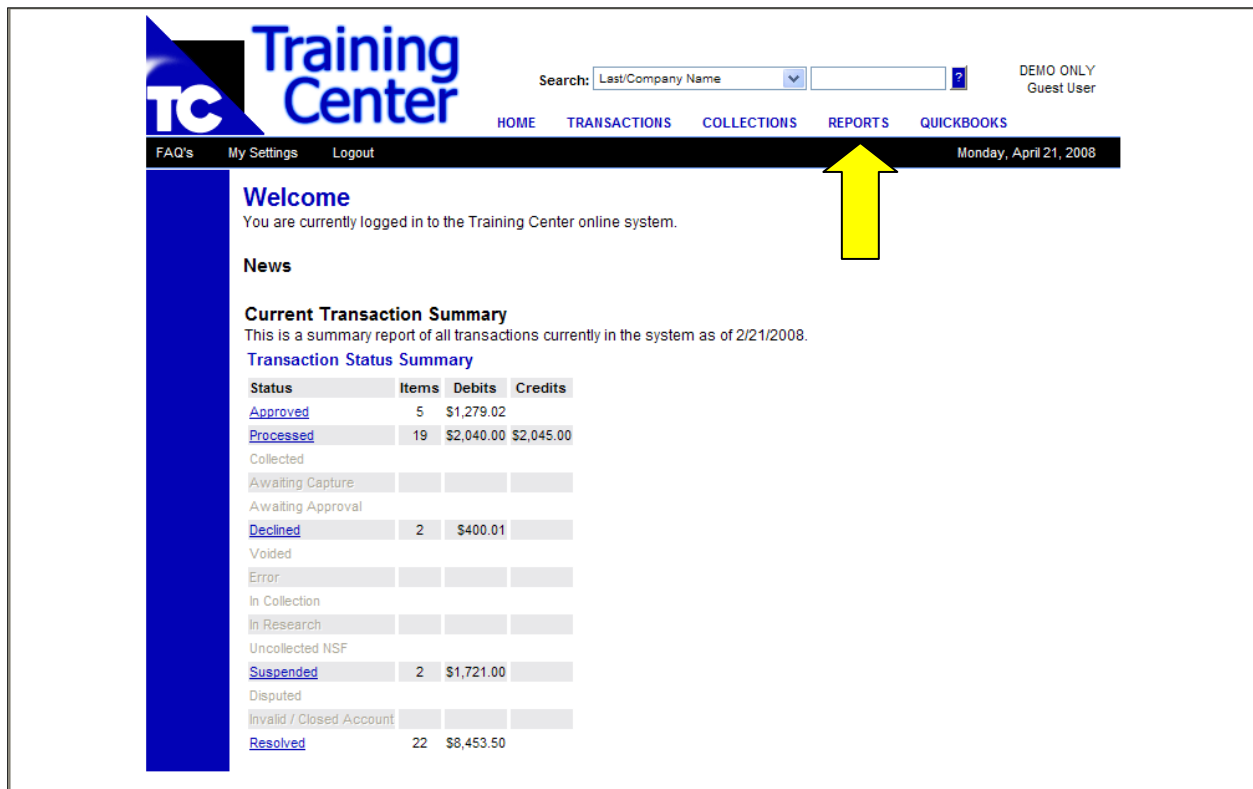 TC
Training
Center
Search: Last/Company Name ?
DEMO ONLY
Guest User
HOME TRANSACTIONS COLLECTIONS REPORTS QUICKBOOKS
FAQ's My Settings Logout Monday, April 21, 2008
Welcome
You are currently logged in to the Training Center online system.
News
Current Transaction Summary
This is a summary report of all transactions currently in the system as of 2/21/2008.
Transaction Status Summary
Status Items Debits Credits
Approved 5 $1,279.02
Processed 19 $2,040.00 $2,045.00
Collected
Awaiting Capture
Awaiting Approval
Declined 2 $400.01
Voided
Error
In Collection
In Research
Uncollected NSF
Suspended 2 $1,721.00
Disputed
Invalid / Closed Account
Resolved 22 $8,453.50